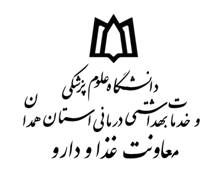 دانشگاه علوم پزشکی
و خدمات بهداشتی درمانی استان همدان
معاونت غذا و دارو